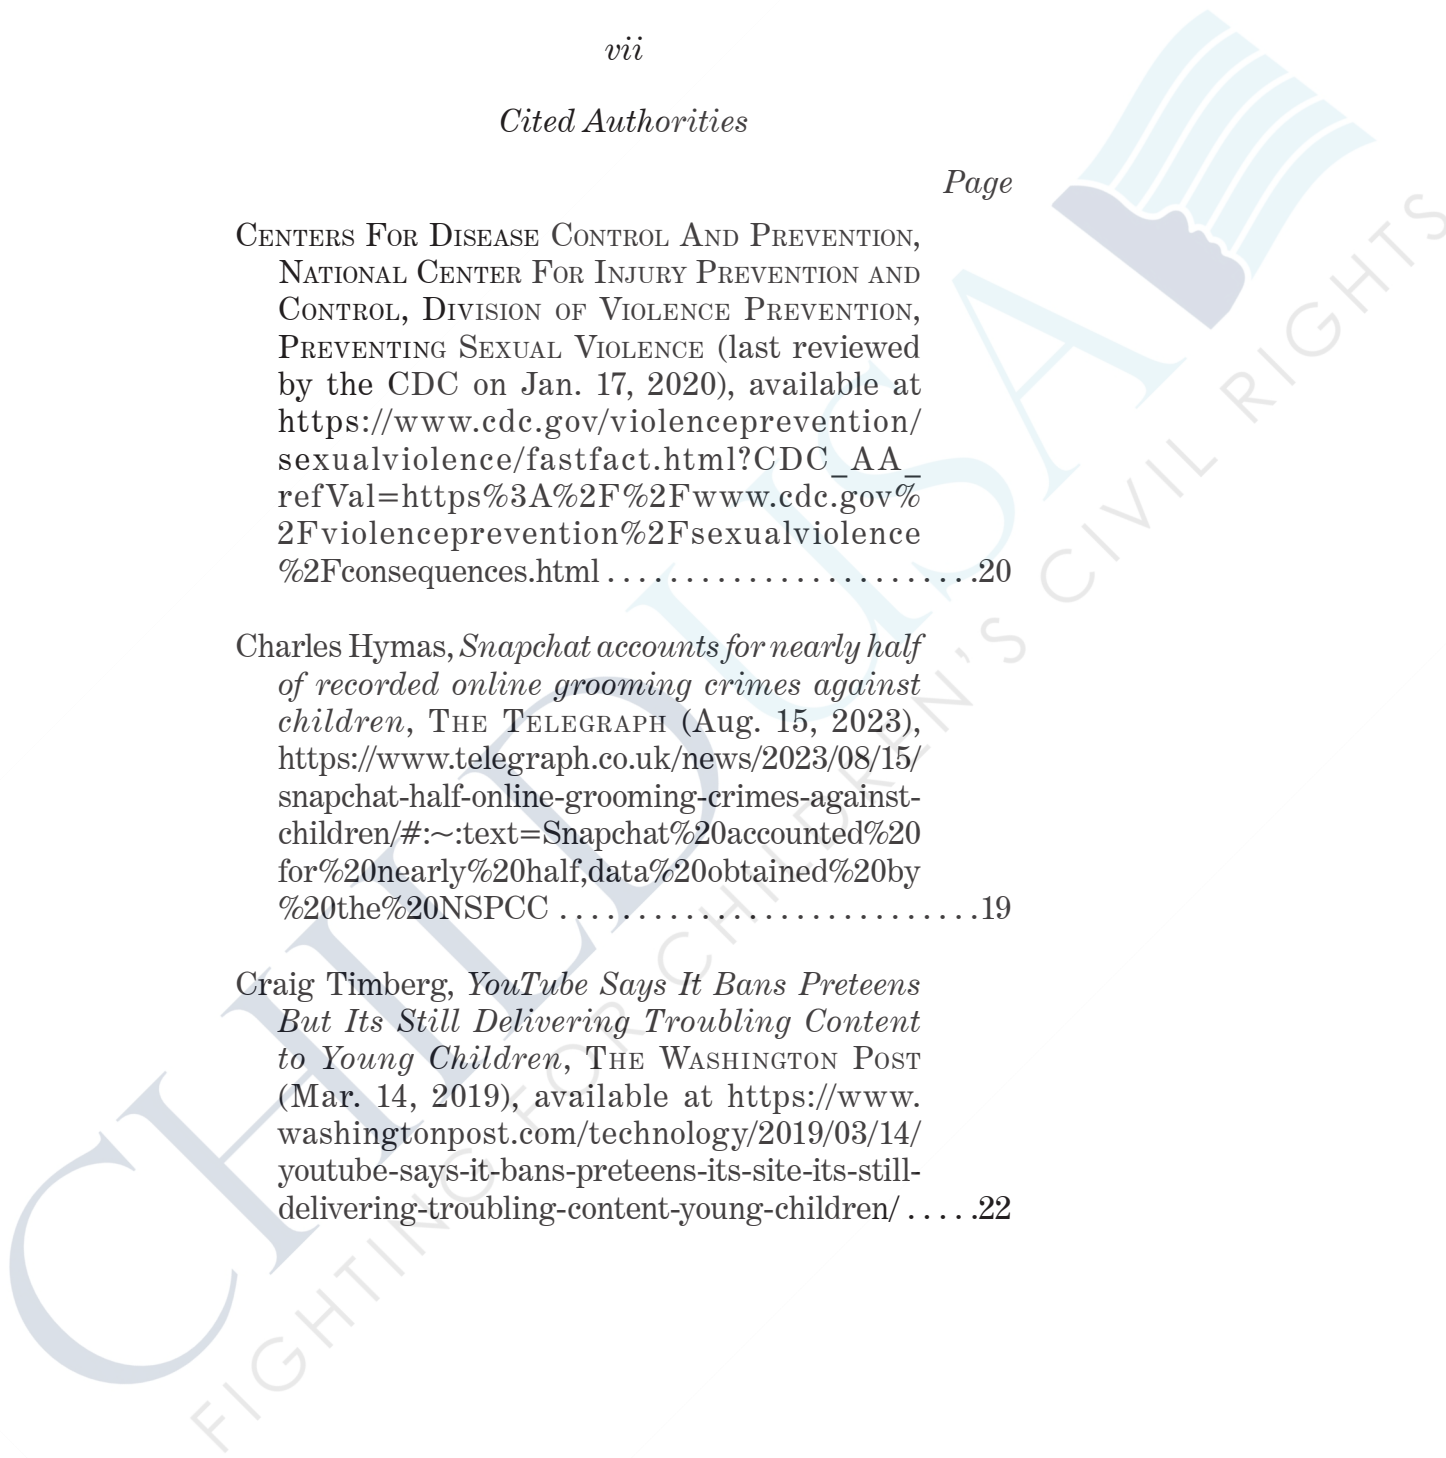 vii
Cited Authorities
Page
Centers For Disease Control And Prevention,
National Center For Injury Prevention and
Control, Division of Violence Prevention,
Preventing Sexual Violence (last reviewed
by the CDC on Jan. 17, 2020), available at
https://www.cdc.gov/violenceprevention/
sexualviolence/fastfact.html?CDC_AA_
refVal=https%3A%2F%2Fwww.cdc.gov%
2Fviolenceprevention%2Fsexualviolence
%2Fconsequences.html . . . . . . . . . . . . . . . . . . . . . . . .20
Charles Hymas, Snapchat accounts for nearly half
of recorded online grooming crimes against
children, The Telegraph (Aug. 15, 2023),
https://www.telegraph.co.uk/news/2023/08/15/
snapchat-half-online-grooming-crimes-against-
children/#:~:text=Snapchat%20accounted%20
for%20nearly%20half,data%20obtained%20by
%20the%20NSPCC . . . . . . . . . . . . . . . . . . . . . . . . . . .19
Craig Timberg, YouTube Says It Bans Preteens
But Its Still Delivering Troubling Content
to Young Children, The Washington Post
(Mar. 14, 2019), available at https://www.
washingtonpost.com/technology/2019/03/14/
youtube-says-it-bans-preteens-its-site-its-still-
delivering-troubling-content-young-children/ . . . . .22
CHILD USA
FIGHTING FOR CHILDREN'S CIVIL RIGHTS